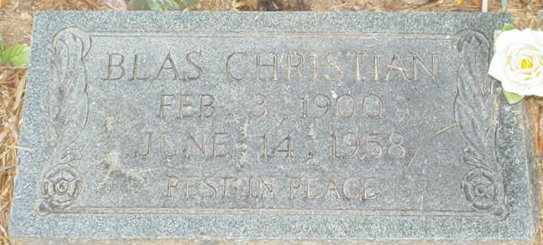 BLAS CHRISTIAN
FEB. 3, 1900
JUNE 14, 1958
REST IN PEACE